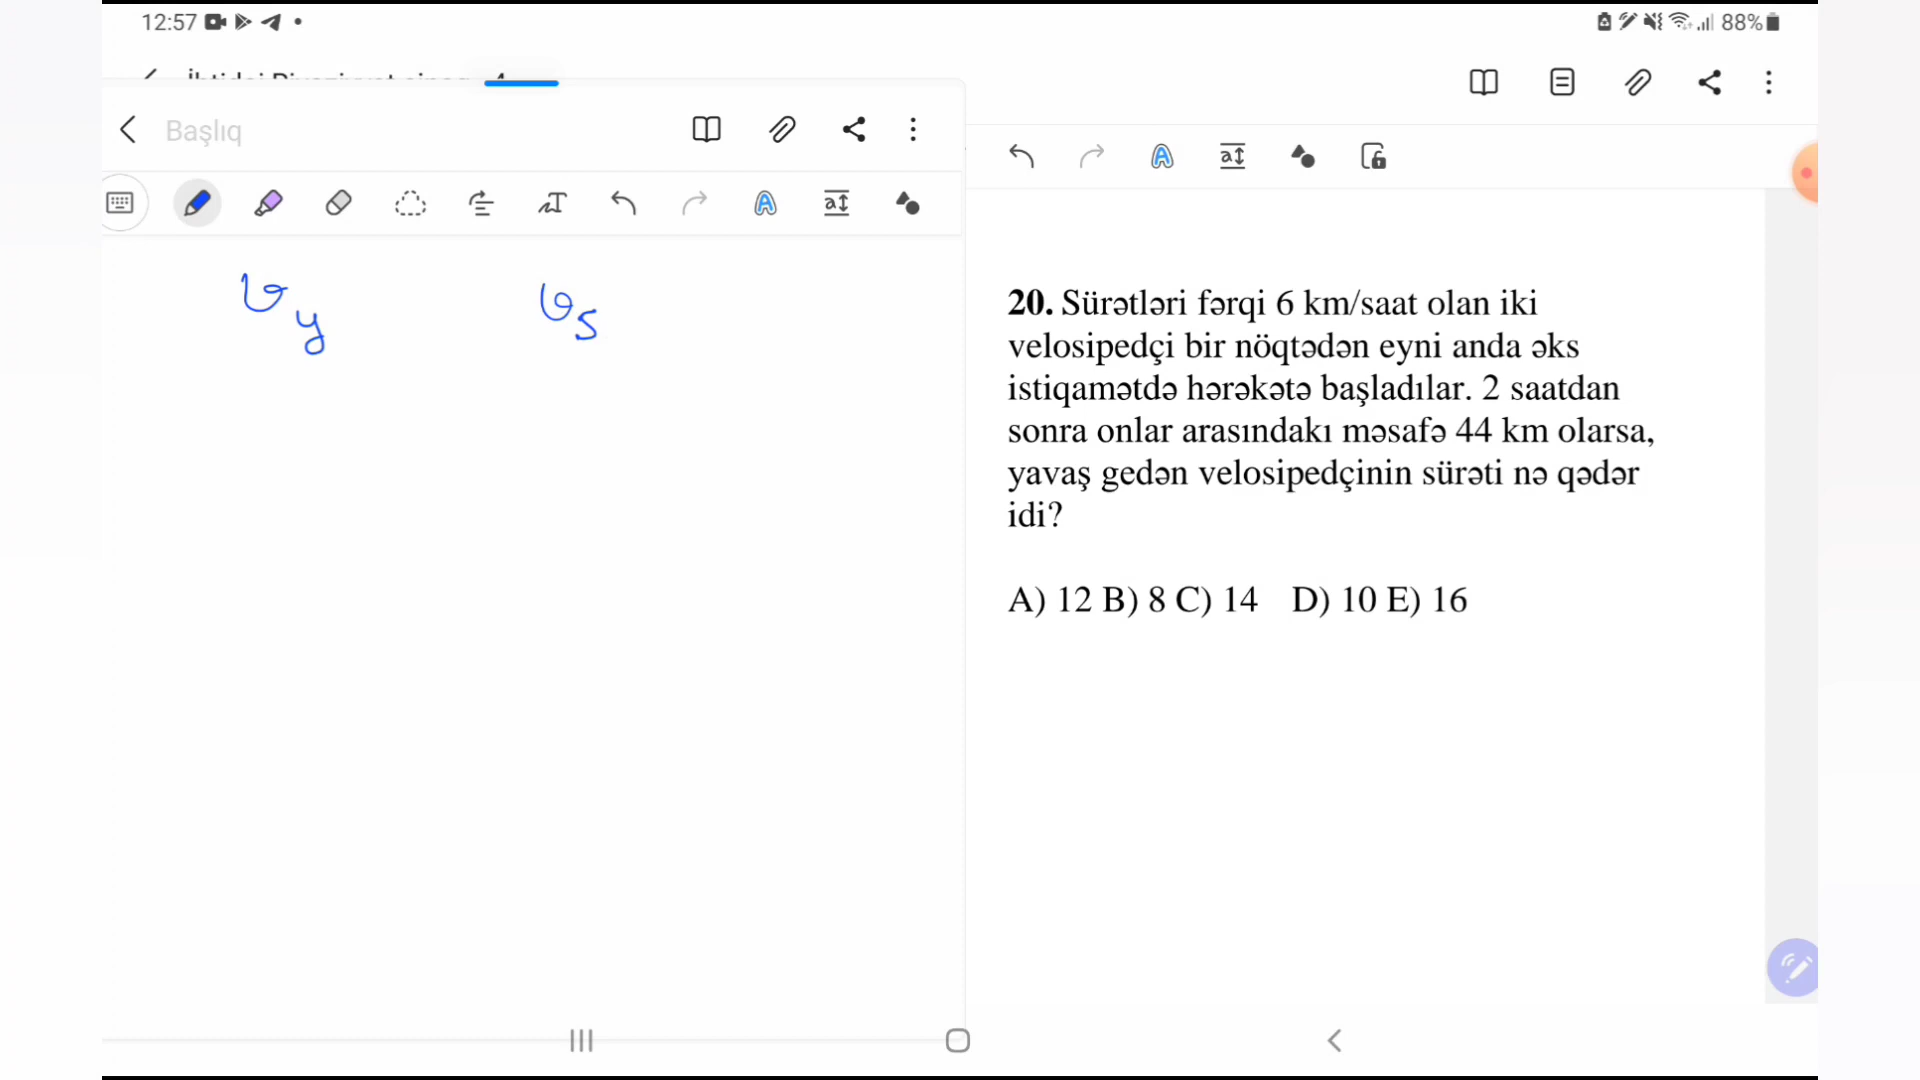 12:57
88%
Başlıq
υy υs
20. Sürətləri fərqi 6 km/saat olan iki
velosipedçi bir nöqtədən eyni anda əks
istiqamətdə hərəkətə başladılar. 2 saatdan
sonra onlar arasındakı məsafə 44 km olarsa,
yavaş gedən velosipedçinin sürəti nə qədər
idi?
A) 12 B) 8 C) 14 D) 10 E) 16